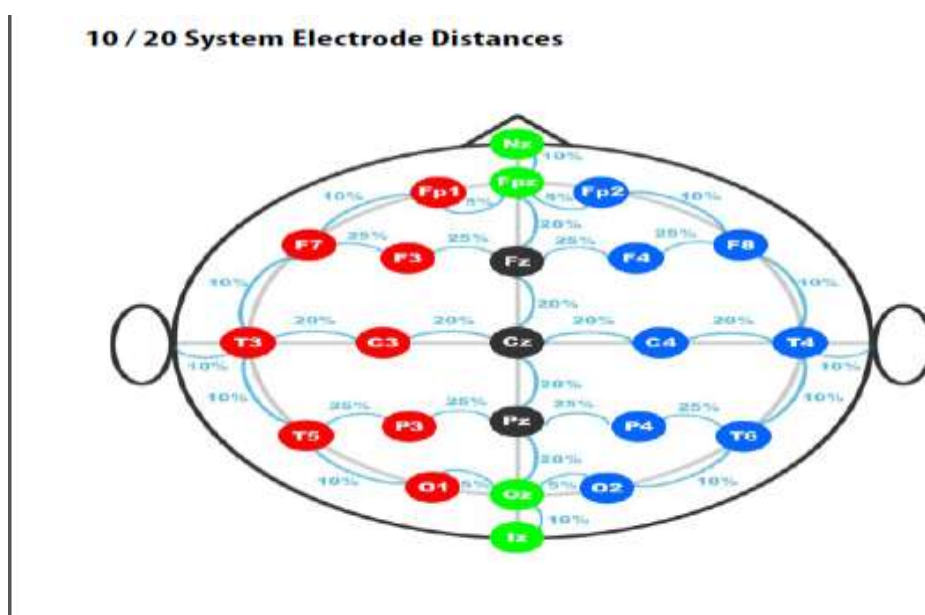 10 / 20 System Electrode Distances
Nz
10%
Fp1 Fpz Fp2
10% 5% 5% 10%
20%
F7 25% F3 25% Fz 25% F4 25% F8
10% 20% 10%
T3 20% C3 20% Cz 20% C4 20% T4
10% 10%
10% 20% 10%
T5 25% P3 25% Pz 25% P4 25% T6
20%
10% O1 5% Oz 5% O2 10%
10%
Iz